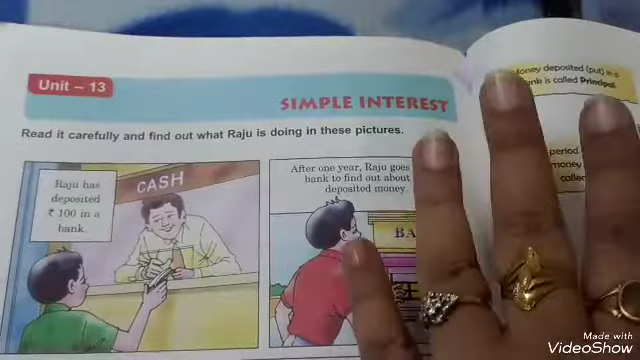 Unit – 13
SIMPLE INTEREST
Read it carefully and find out what Raju is doing in these pictures.
Raju has
deposited
₹ 100 in a
bank.
CASH
After one year, Raju goes
bank to find out about
deposited money.
BA
Money deposited (put) in a
is called Principal.
period
money
Made with
VideoShow